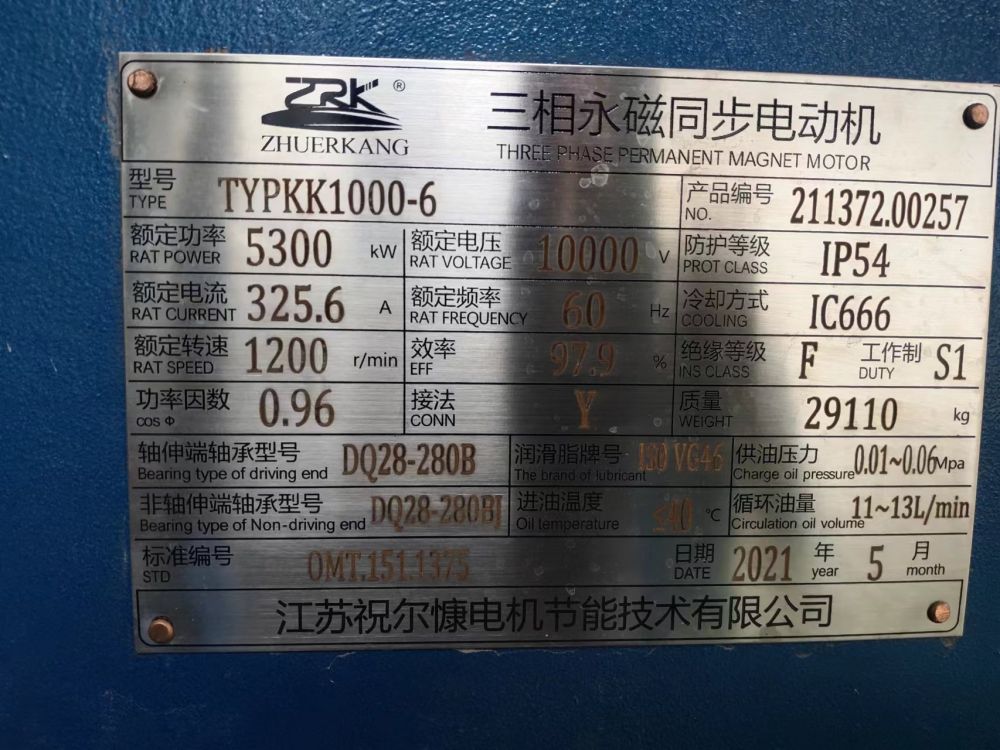 ZRK®
ZHUERKANG
三相永磁同步电动机
THREE PHASE PERMANENT MAGNET MOTOR
型号 TYPE TYPKK1000-6 产品编号 NO. 211372.00257
额定功率 RAT POWER 5300 kW 额定电压 RAT VOLTAGE 10000 V 防护等级 PROT CLASS IP54
额定电流 RAT CURRENT 325.6 A 额定频率 RAT FREQUENCY 60 Hz 冷却方式 COOLING IC666
额定转速 RAT SPEED 1200 r/min 效率 EFF 97.9 % 绝缘等级 INS CLASS F 工作制 DUTY S1
功率因数 cos Φ 0.96 接法 CONN Y 质量 WEIGHT 29110 kg
轴伸端轴承型号 Bearing type of driving end DQ28-280B 润滑脂牌号 The brand of lubricant ISO VG46 供油压力 Charge oil pressure 0.01~0.06 Mpa
非轴伸端轴承型号 Bearing type of Non-driving end DQ28-280BJ 进油温度 Oil temperature ≤40 ℃ 循环油量 Circulation oil volume 11~13L/min
标准编号 STD OMT.151.1375 日期 DATE 2021 年 year 5 月 month
江苏祝尔慷电机节能技术有限公司